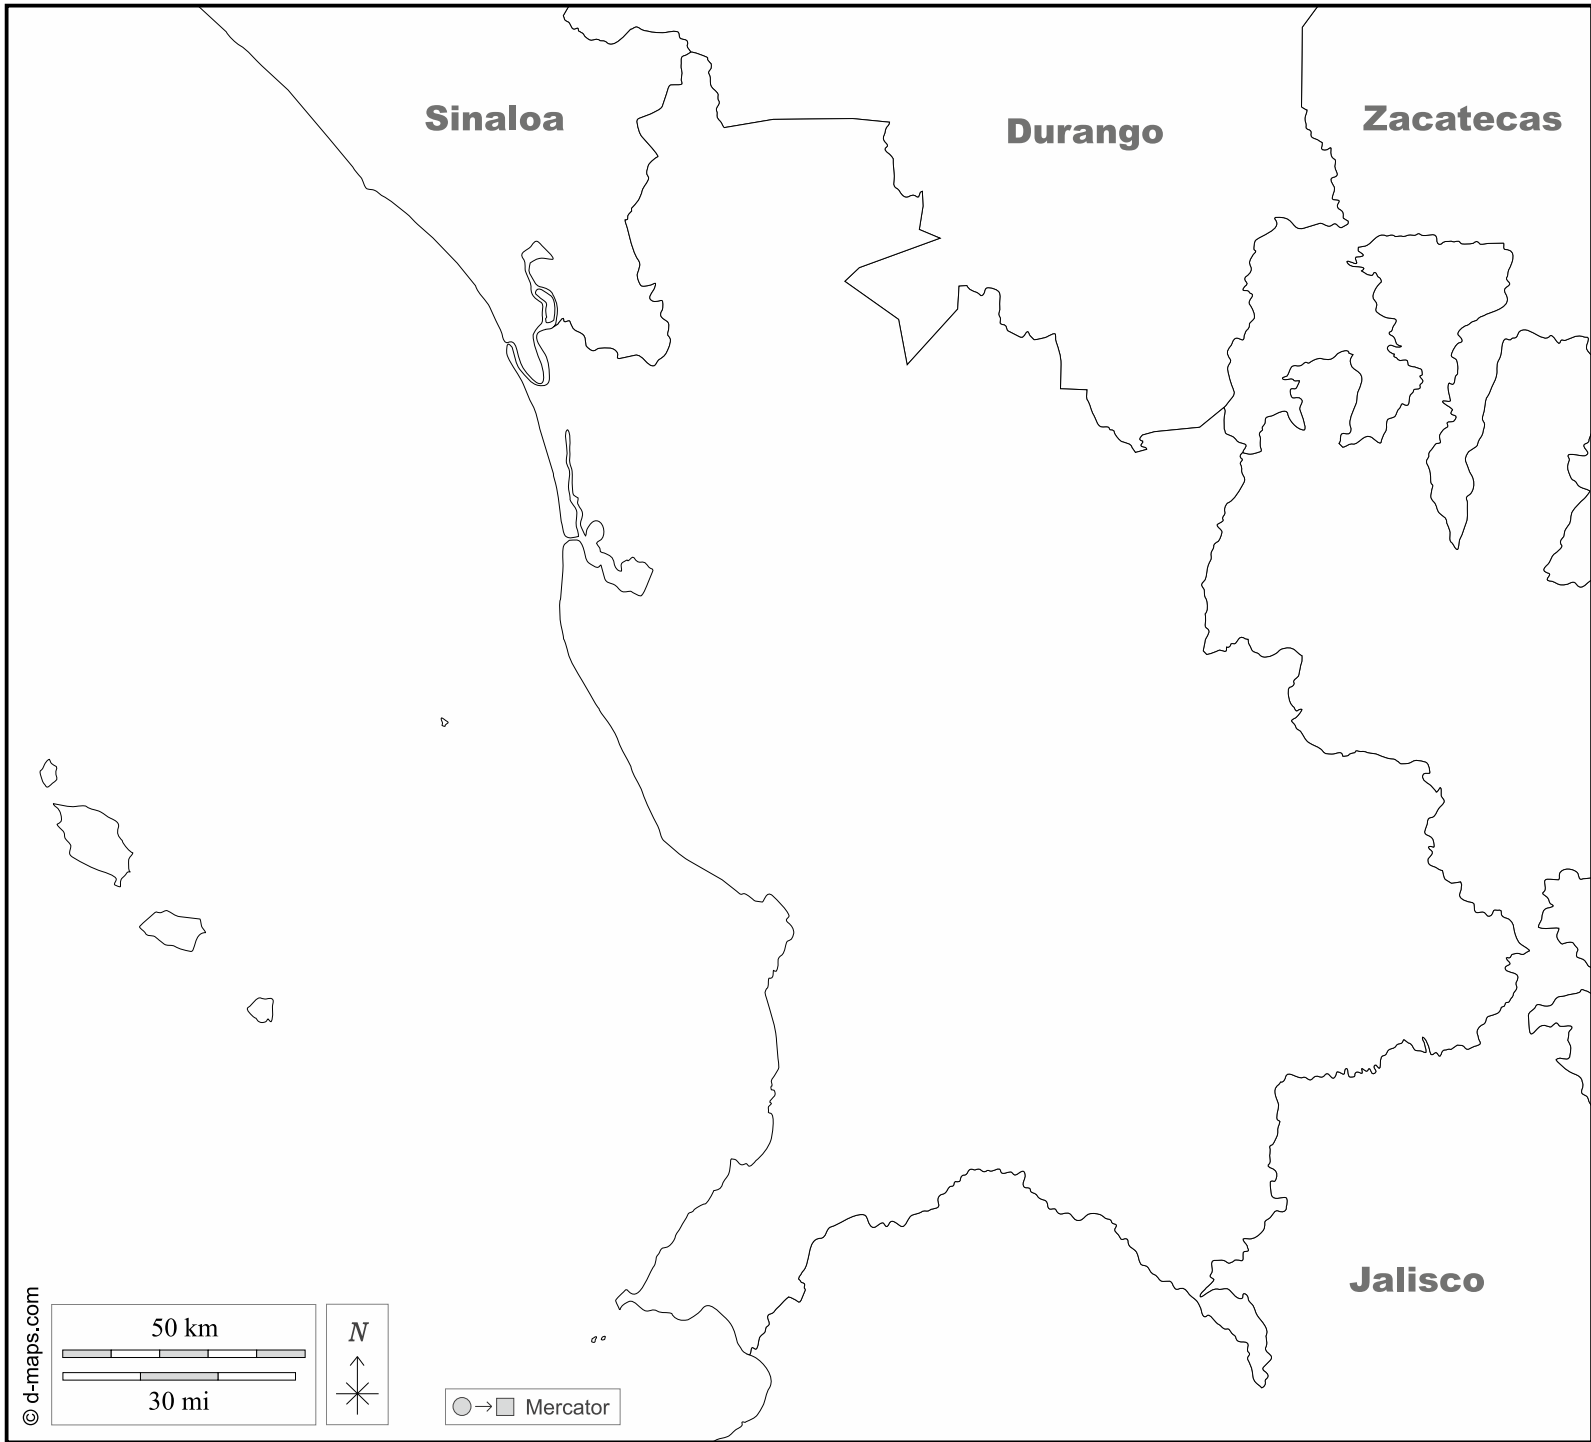 Sinaloa
Durango
Zacatecas
Jalisco
© d-maps.com
50 km
30 mi
N
Mercator